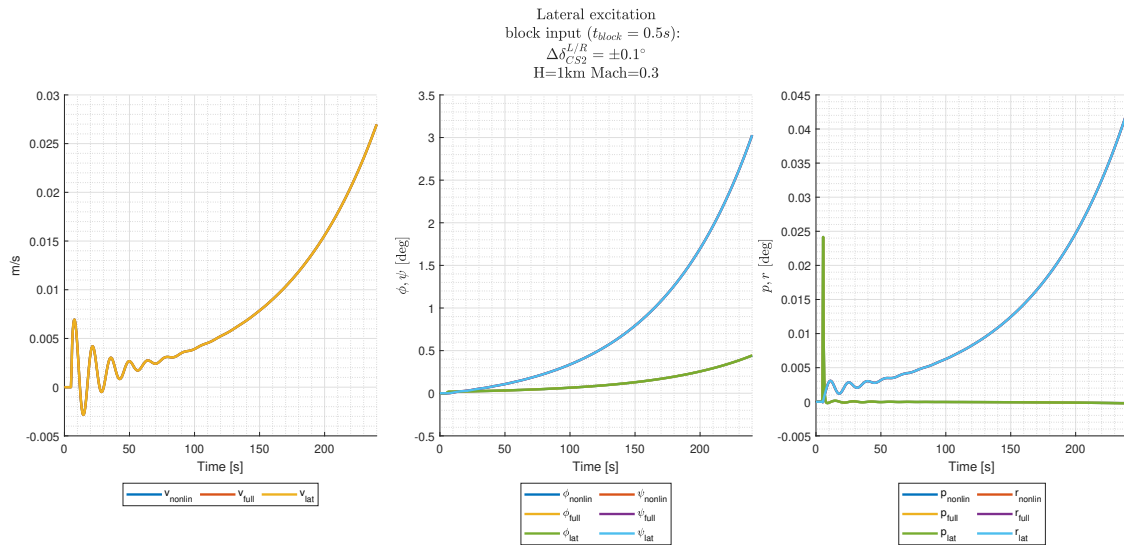 Lateral excitation
block input (t_block = 0.5s):
Δδ^{L/R}_{CS2} = ±0.1°
H=1km Mach=0.3
0.03
0.025
0.02
0.015
0.01
0.005
0
-0.005
m/s
0 50 100 150 200
Time [s]
v_nonlin v_full v_lat
3.5
3
2.5
2
1.5
1
0.5
0
-0.5
ϕ, ψ [deg]
0 50 100 150 200
Time [s]
ϕ_nonlin ψ_nonlin
ϕ_full ψ_full
ϕ_lat ψ_lat
0.045
0.04
0.035
0.03
0.025
0.02
0.015
0.01
0.005
0
-0.005
p, r [deg]
0 50 100 150 200
Time [s]
p_nonlin r_nonlin
p_full r_full
p_lat r_lat